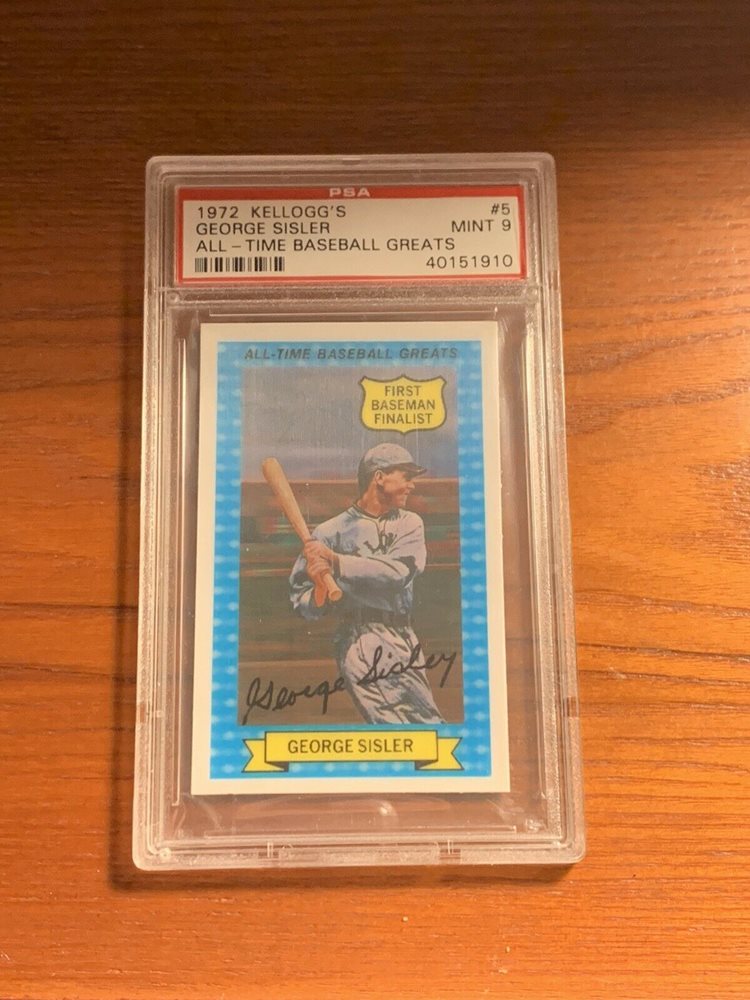 PSA
1972 KELLOGG'S #5
GEORGE SISLER MINT 9
ALL-TIME BASEBALL GREATS
40151910
ALL-TIME BASEBALL GREATS
FIRST
BASEMAN
FINALIST
George Sisler
GEORGE SISLER